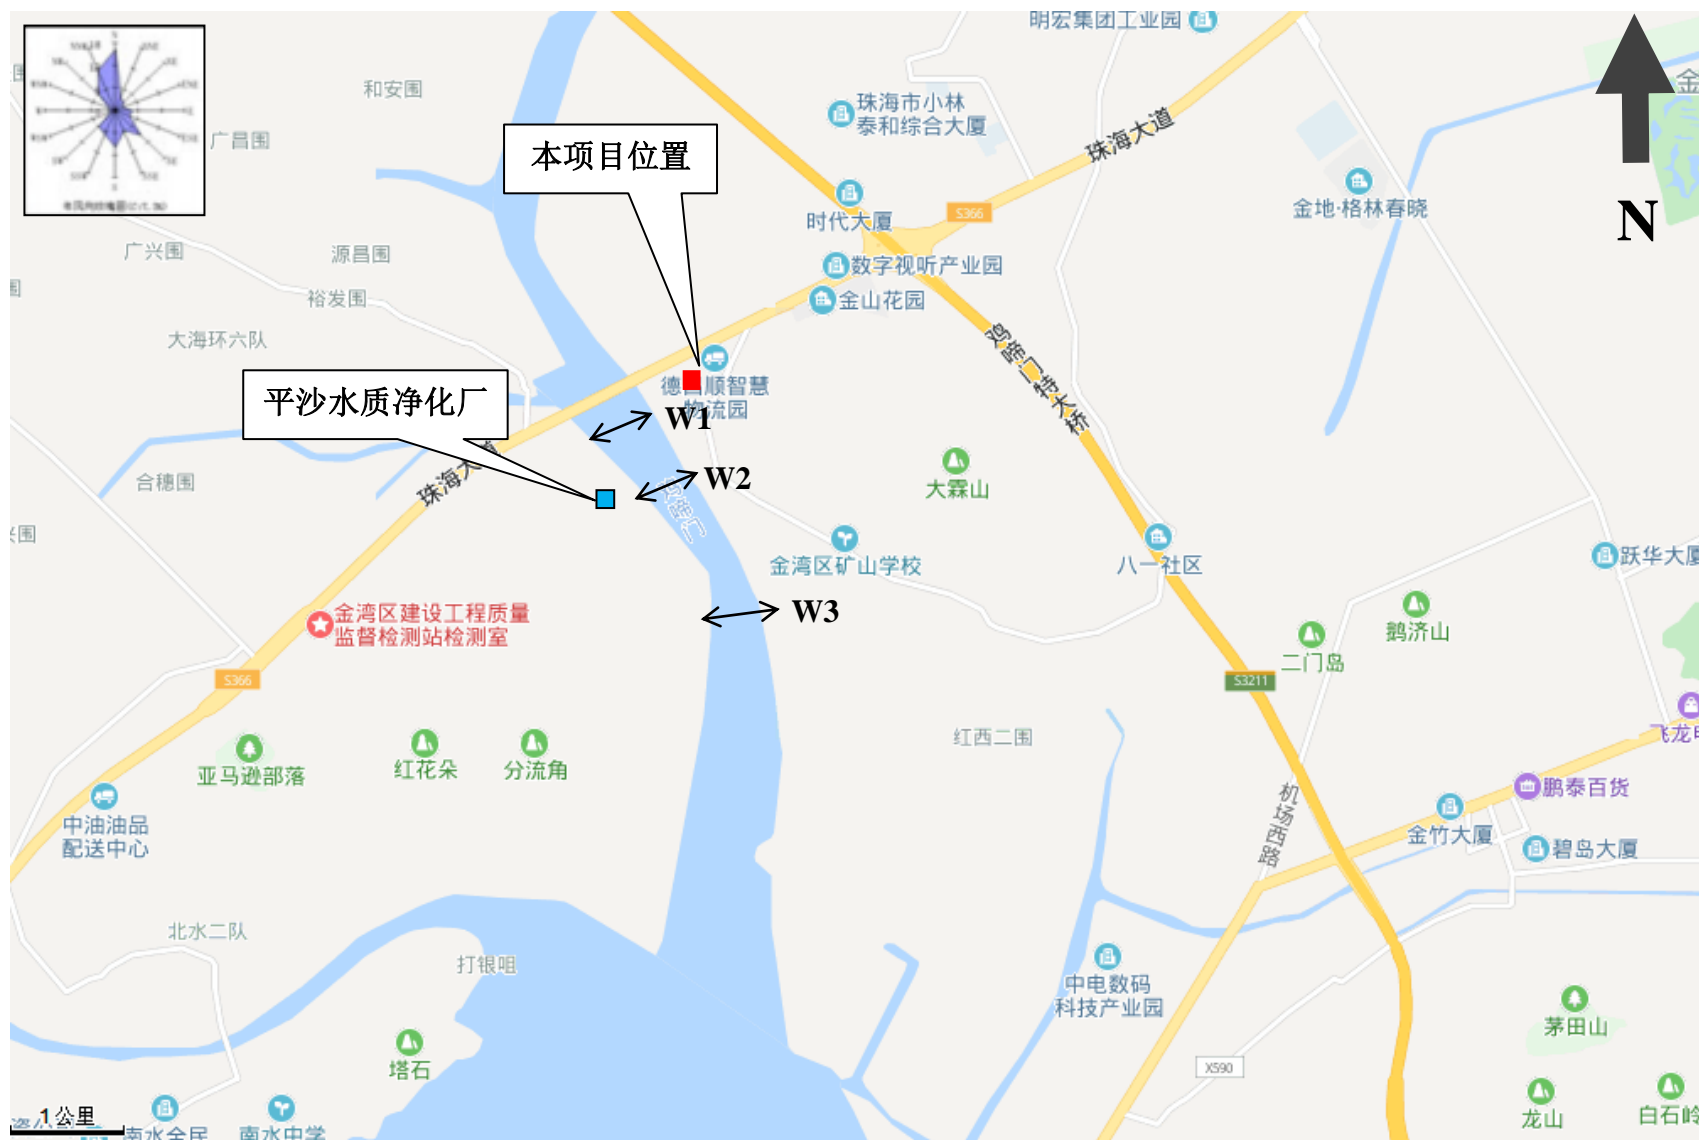 明宏集团工业园
和安围
珠海市小林
泰和综合大厦
广昌围
珠海大道
本项目位置
S366
时代大厦
金地·格林春晓
N
广兴围
源昌围
数字视听产业园
裕发围
金山花园
大海环六队
鸡啼门特大桥
平沙水质净化厂
W1
珠海大道
W2
大霖山
合穗围
金湾区矿山学校
八一社区
跃华大厦
金湾区建设工程质量
监督检测站检测室
W3
鹅济山
二门岛
S366
S3211
红西二围
亚马逊部落
红花朵
分流角
机场西路
鹏泰百货
中油油品
配送中心
金竹大厦
碧岛大厦
北水二队
打银咀
中电数码
科技产业园
茅田山
塔石
X590
1公里
龙山
白石岭
南水中学